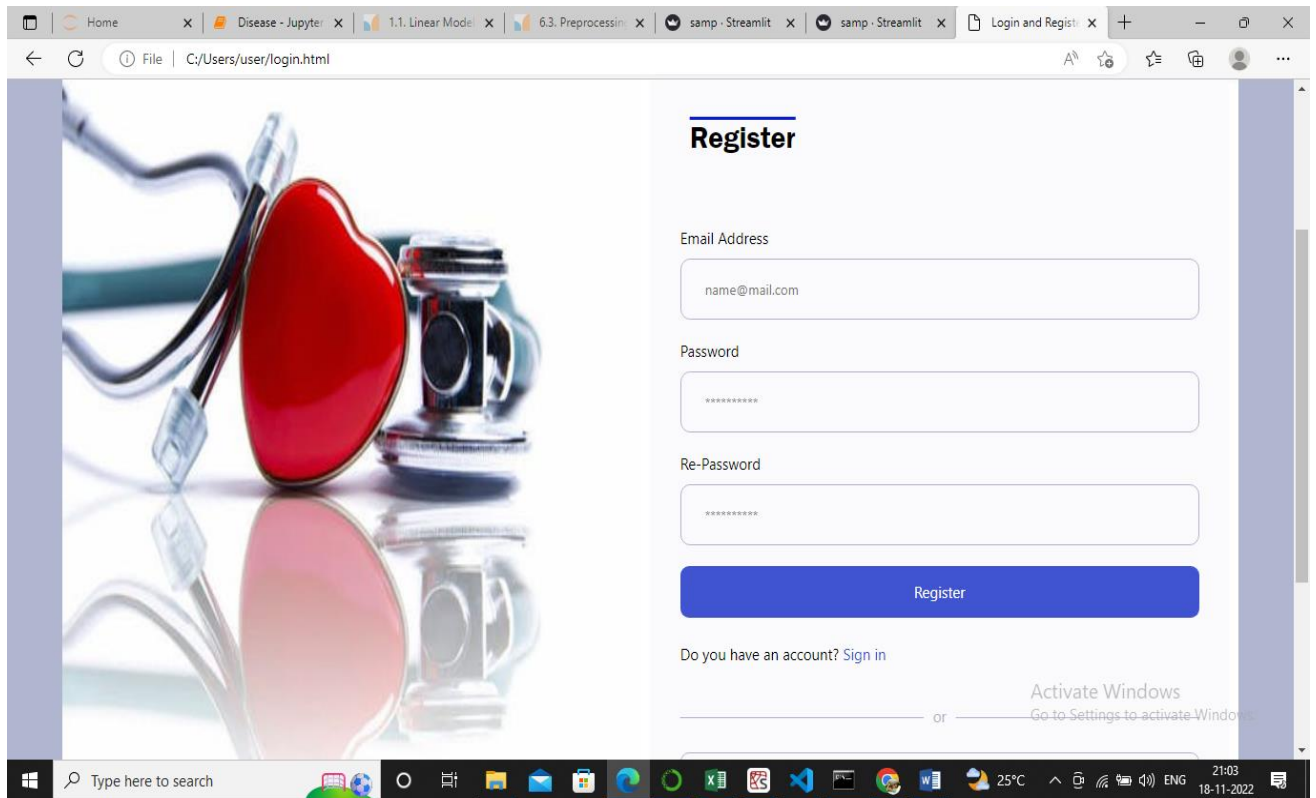 Home
Disease - Jupyter
1.1. Linear Model
6.3. Preprocessin
samp · Streamlit
samp · Streamlit
Login and Regist
File
C:/Users/user/login.html
Register
Email Address
name@mail.com
Password
**********
Re-Password
**********
Register
Do you have an account? Sign in
Activate Windows
or
Go to Settings to activate Windows
Type here to search
25°C
ENG
21:03
18-11-2022